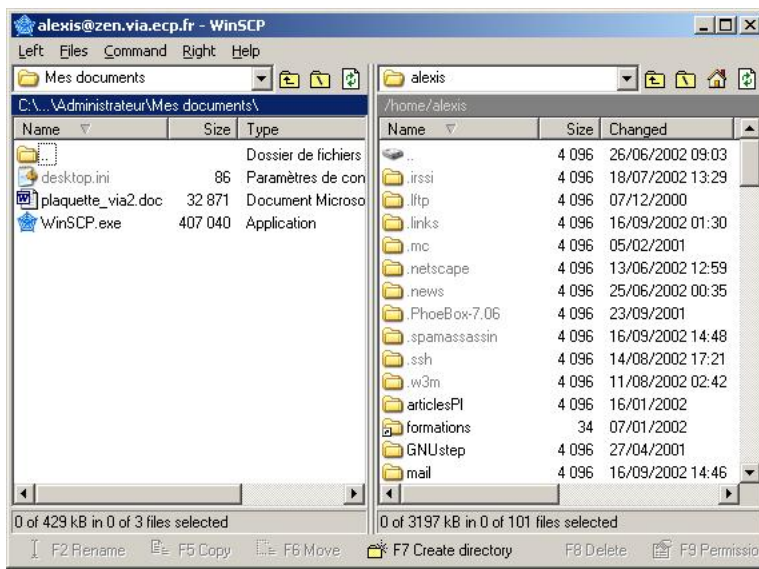 alexis@zen.via.ecp.fr - WinSCP
Left Files Command Right Help
Mes documents
C:\...\Administrateur\Mes documents\
Name Size Type
.. Dossier de fichiers
desktop.ini 86 Paramètres de con
plaquette_via2.doc 32 871 Document Microso
WinSCP.exe 407 040 Application
0 of 429 kB in 0 of 3 files selected
alexis
/home/alexis
Name Size Changed
.. 4 096 26/06/2002 09:03
.irssi 4 096 18/07/2002 13:29
.lftp 4 096 07/12/2000
.links 4 096 16/09/2002 01:30
.mc 4 096 05/02/2001
.netscape 4 096 13/06/2002 12:59
.news 4 096 25/06/2002 00:35
.PhoeBox-7.06 4 096 23/09/2001
.spamassassin 4 096 16/09/2002 14:48
.ssh 4 096 14/08/2002 17:21
.w3m 4 096 11/08/2002 02:42
articlesPI 4 096 16/01/2002
formations 34 07/01/2002
GNUstep 4 096 27/04/2001
mail 4 096 16/09/2002 14:46
0 of 3197 kB in 0 of 101 files selected
F2 Rename F5 Copy F6 Move F7 Create directory F8 Delete F9 Permissio